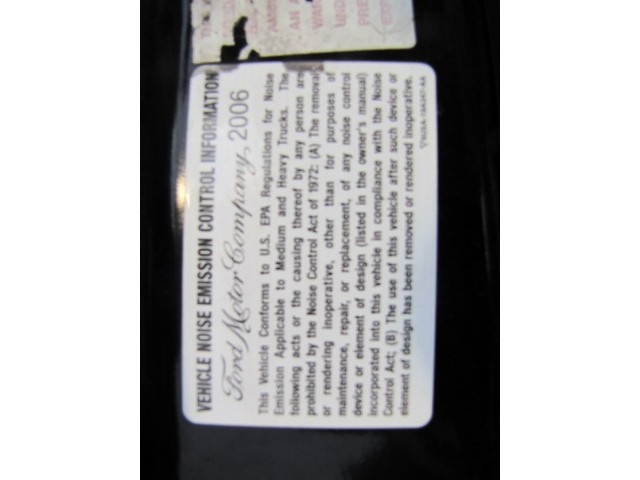 AN A
WAS
UND
PRE
VEHICLE NOISE EMISSION CONTROL INFORMATION
Ford Motor Company, 2006
This Vehicle Conforms to U.S. EPA Regulations for Noise
Emission Applicable to Medium and Heavy Trucks. The
following acts or the causing thereof by any person are
prohibited by the Noise Control Act of 1972: (A) The removal
or rendering inoperative, other than for purposes of
maintenance, repair, or replacement, of any noise control
device or element of design (listed in the owner's manual)
incorporated into this vehicle in compliance with the Noise
Control Act; (B) The use of this vehicle after such device or
element of design has been removed or rendered inoperative.